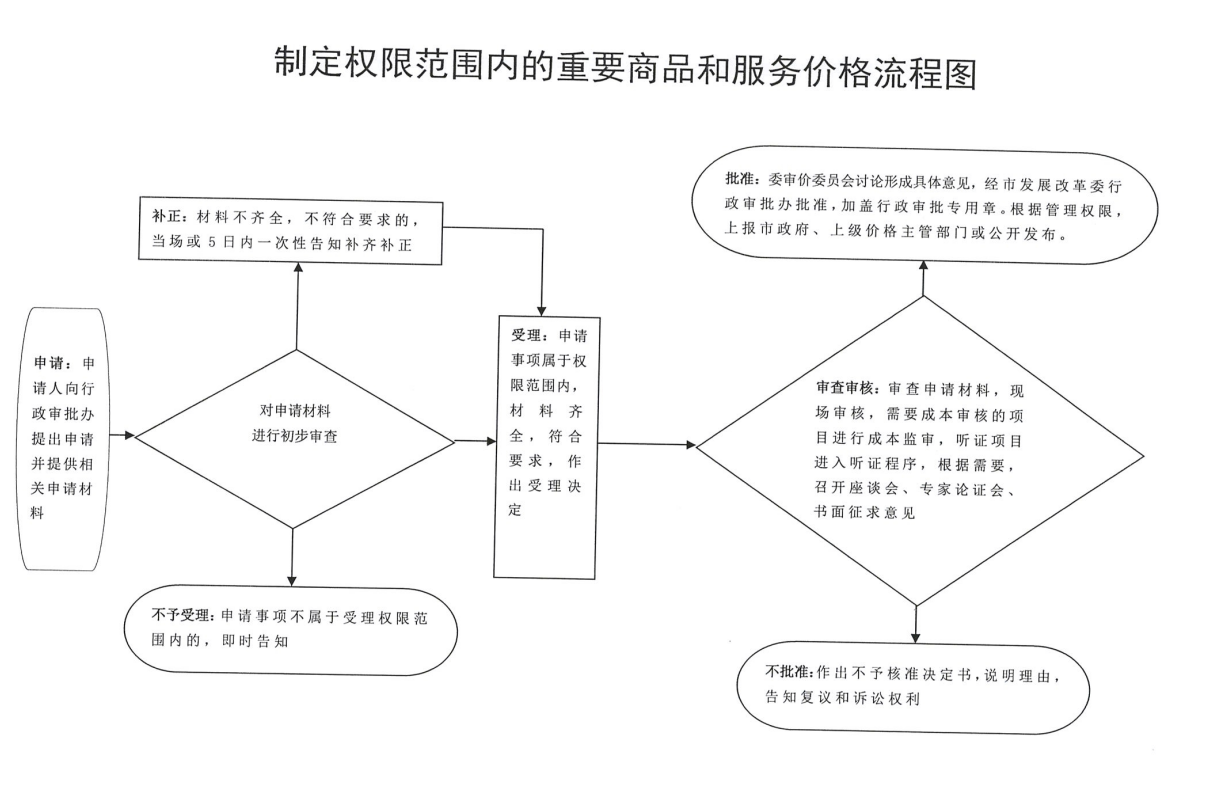 制定权限范围内的重要商品和服务价格流程图
批准：委审价委员会讨论形成具体意见，经市发展改革委行
政审批办批准，加盖行政审批专用章。根据管理权限，
上报市政府、上级价格主管部门或公开发布。
补正：材料不齐全，不符合要求的，
当场或5日内一次性告知补齐补正
申请：申
请人向行
政审批办
提出申请
并提供相
关申请材
料
对申请材料
进行初步审查
受理：申请
事项属于权
限范围内，
材料齐
全，符合
要求，作
出受理决
定
审查审核：审查申请材料，现
场审核，需要成本审核的项
目进行成本监审，听证项目
进入听证程序，根据需要，
召开座谈会、专家论证会、
书面征求意见
不予受理：申请事项不属于受理权限范
围内的，即时告知
不批准：作出不予核准决定书，说明理由，
告知复议和诉讼权利